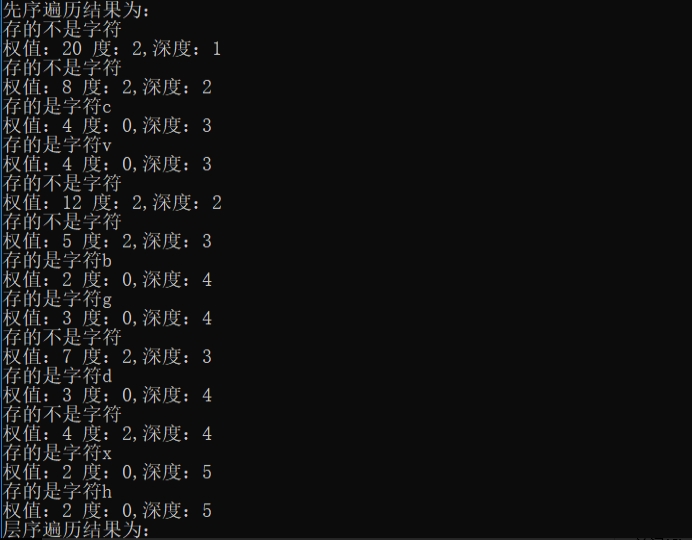 先序遍历结果为：
存的不是字符
权值：20 度：2,深度：1
存的不是字符
权值：8 度：2,深度：2
存的是字符c
权值：4 度：0,深度：3
存的是字符v
权值：4 度：0,深度：3
存的不是字符
权值：12 度：2,深度：2
存的不是字符
权值：5 度：2,深度：3
存的是字符b
权值：2 度：0,深度：4
存的是字符g
权值：3 度：0,深度：4
存的不是字符
权值：7 度：2,深度：3
存的是字符d
权值：3 度：0,深度：4
存的不是字符
权值：4 度：2,深度：4
存的是字符x
权值：2 度：0,深度：5
存的是字符h
权值：2 度：0,深度：5
层序遍历结果为：